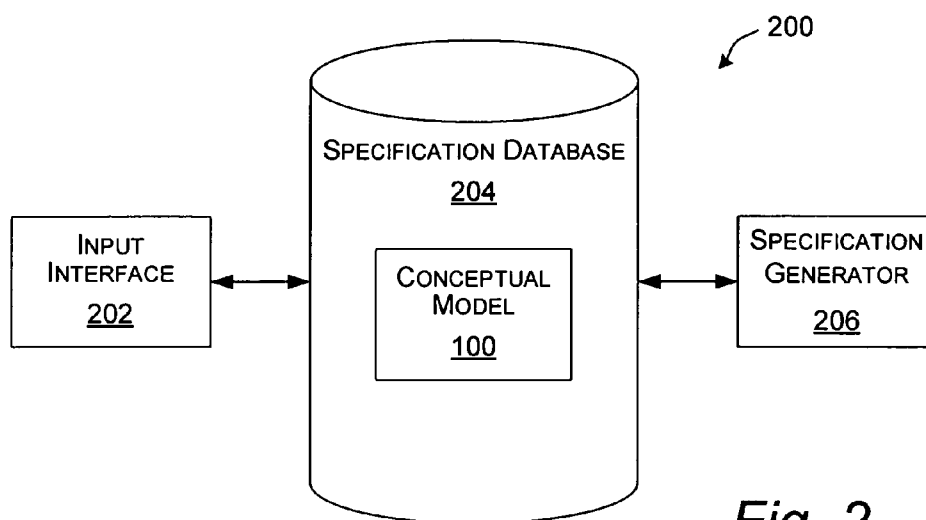 200
SPECIFICATION DATABASE
204
INPUT
INTERFACE
202
CONCEPTUAL
MODEL
100
SPECIFICATION
GENERATOR
206
Fig. 2